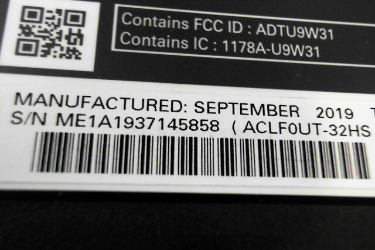 Contains FCC ID : ADTU9W31
Contains IC : 1178A-U9W31
MANUFACTURED: SEPTEMBER 2019
S/N ME1A1937145858 ( ACLF0UT-32HS